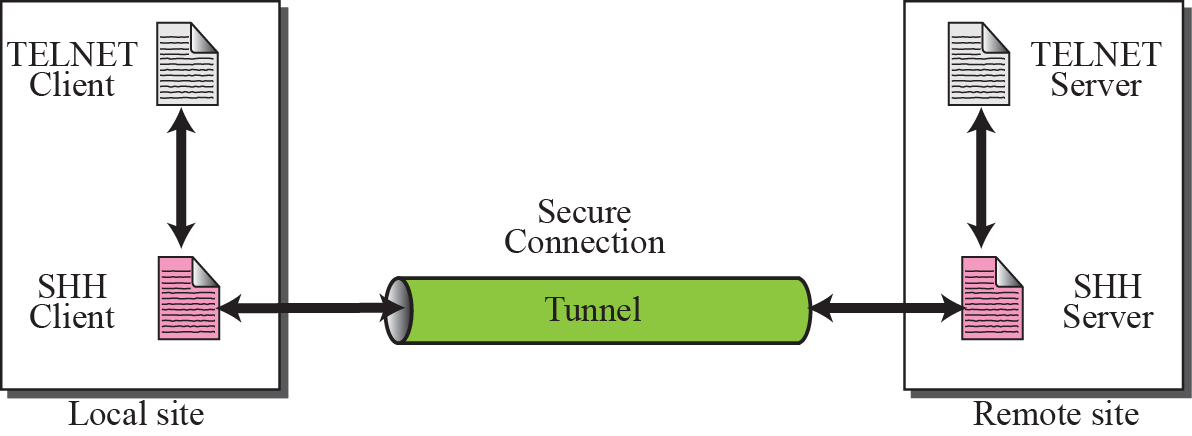 TELNET
Client
TELNET
Server
Secure
Connection
SHH
Client
Tunnel
SHH
Server
Local site
Remote site